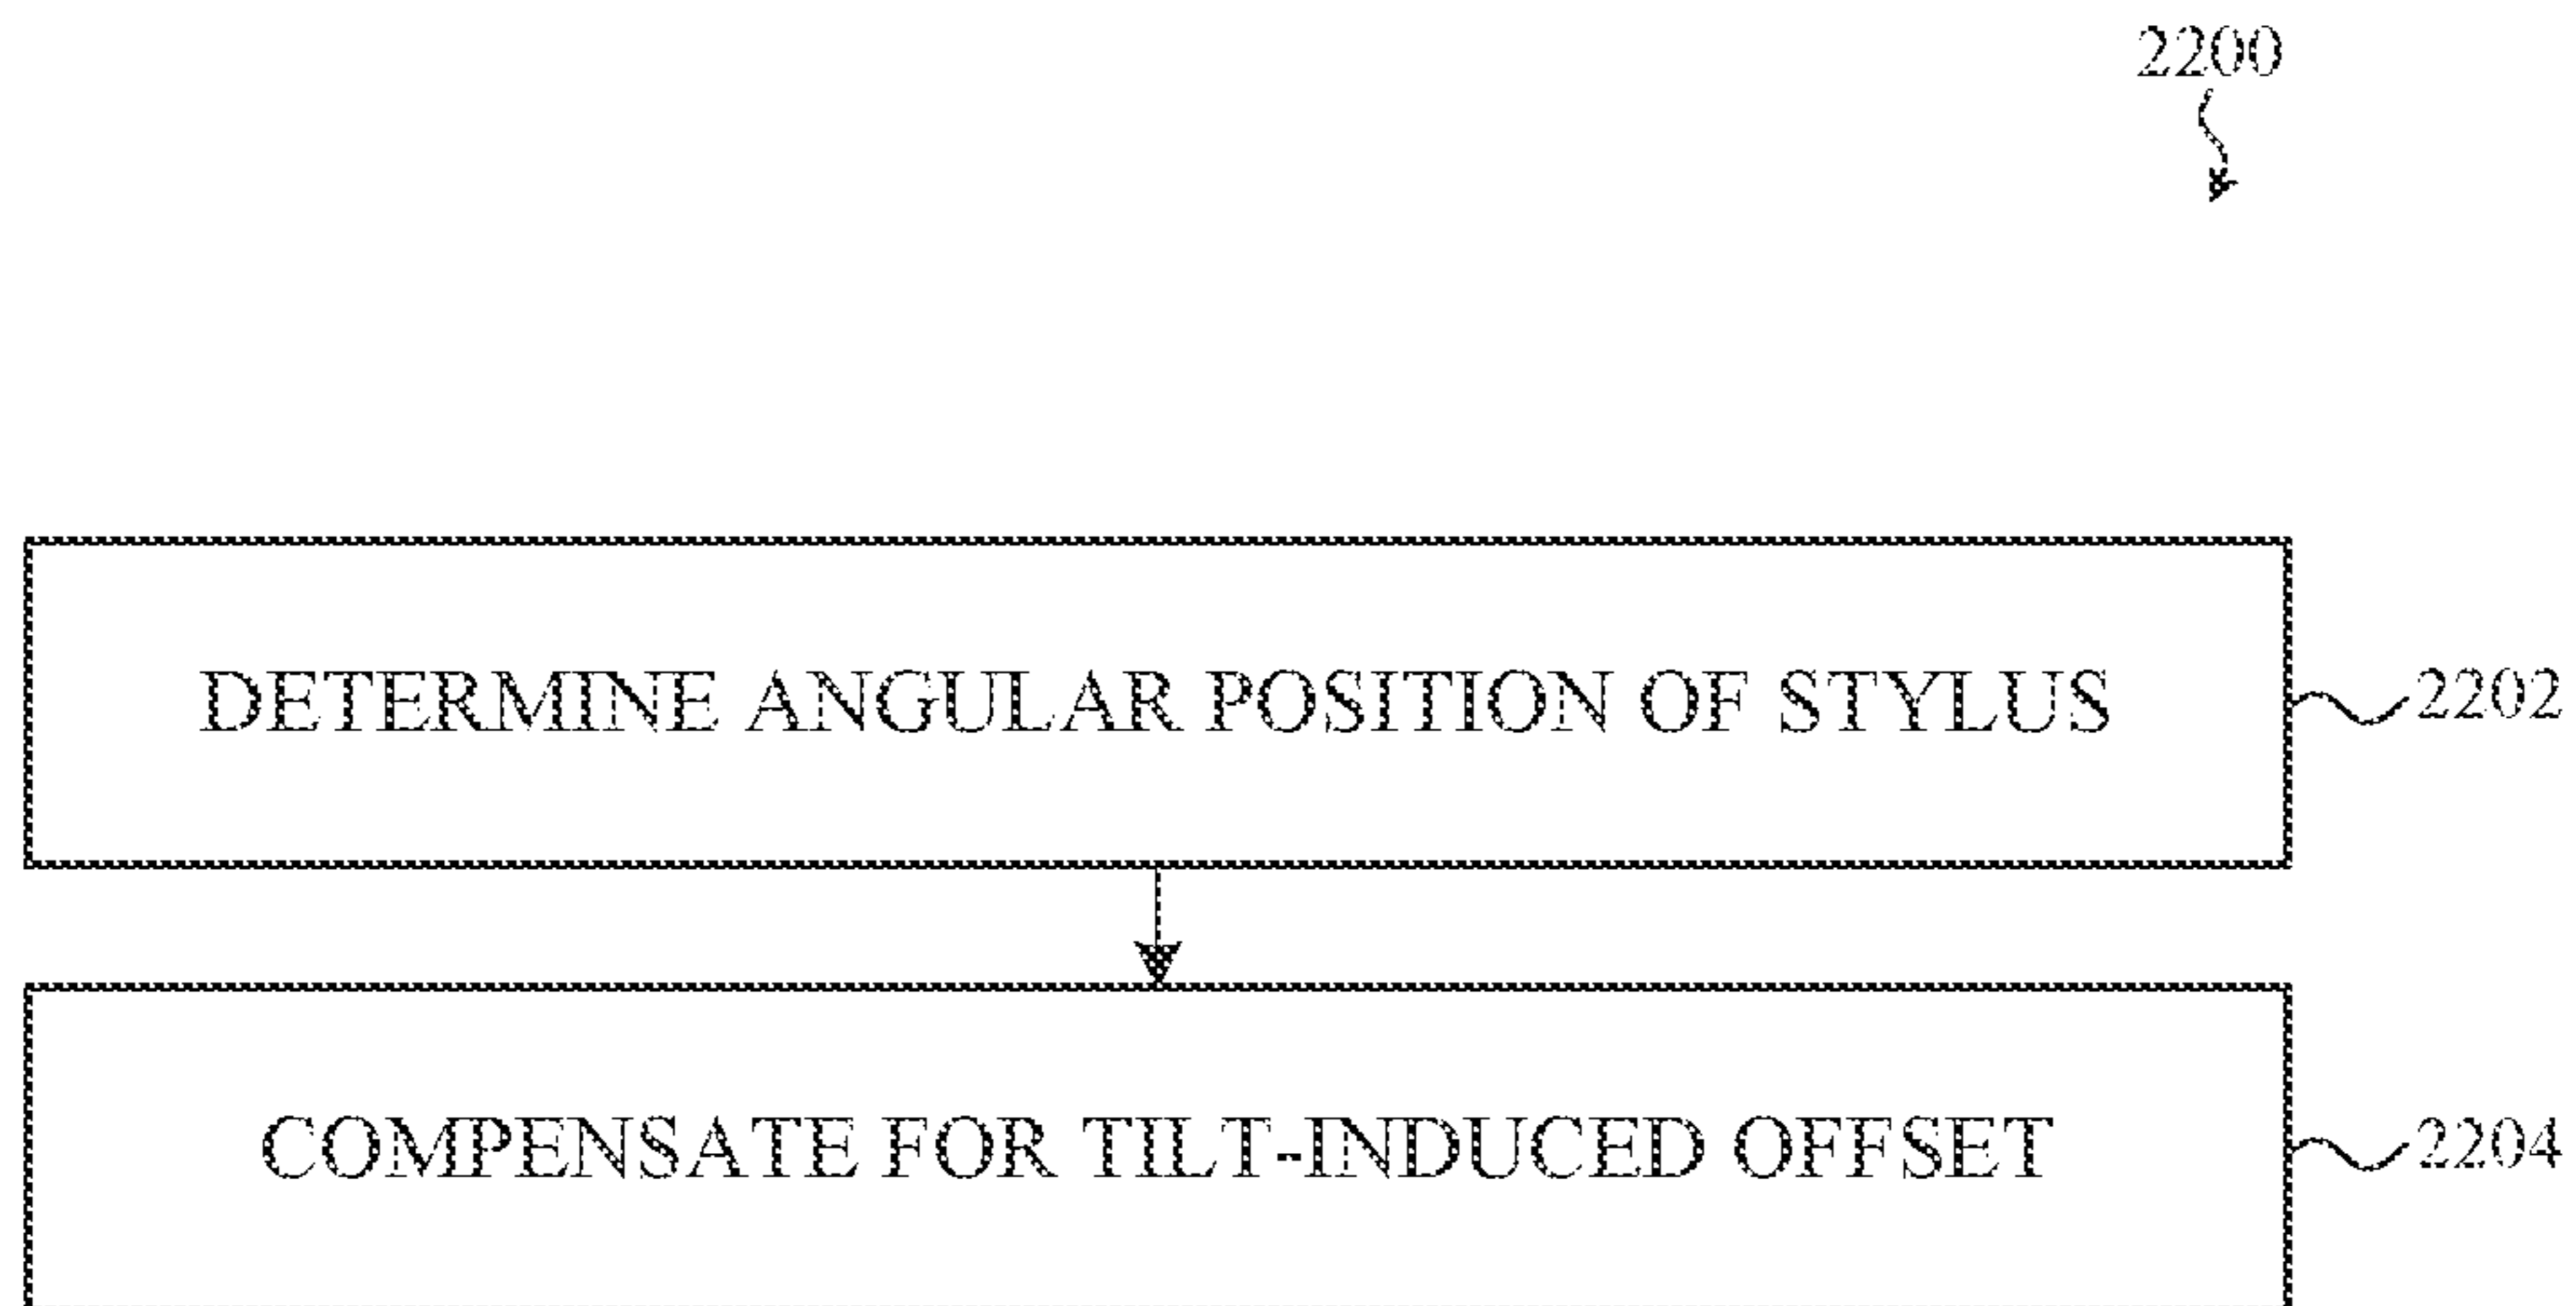 2200
DETERMINE ANGULAR POSITION OF STYLUS
2202
COMPENSATE FOR TILT-INDUCED OFFSET
2204